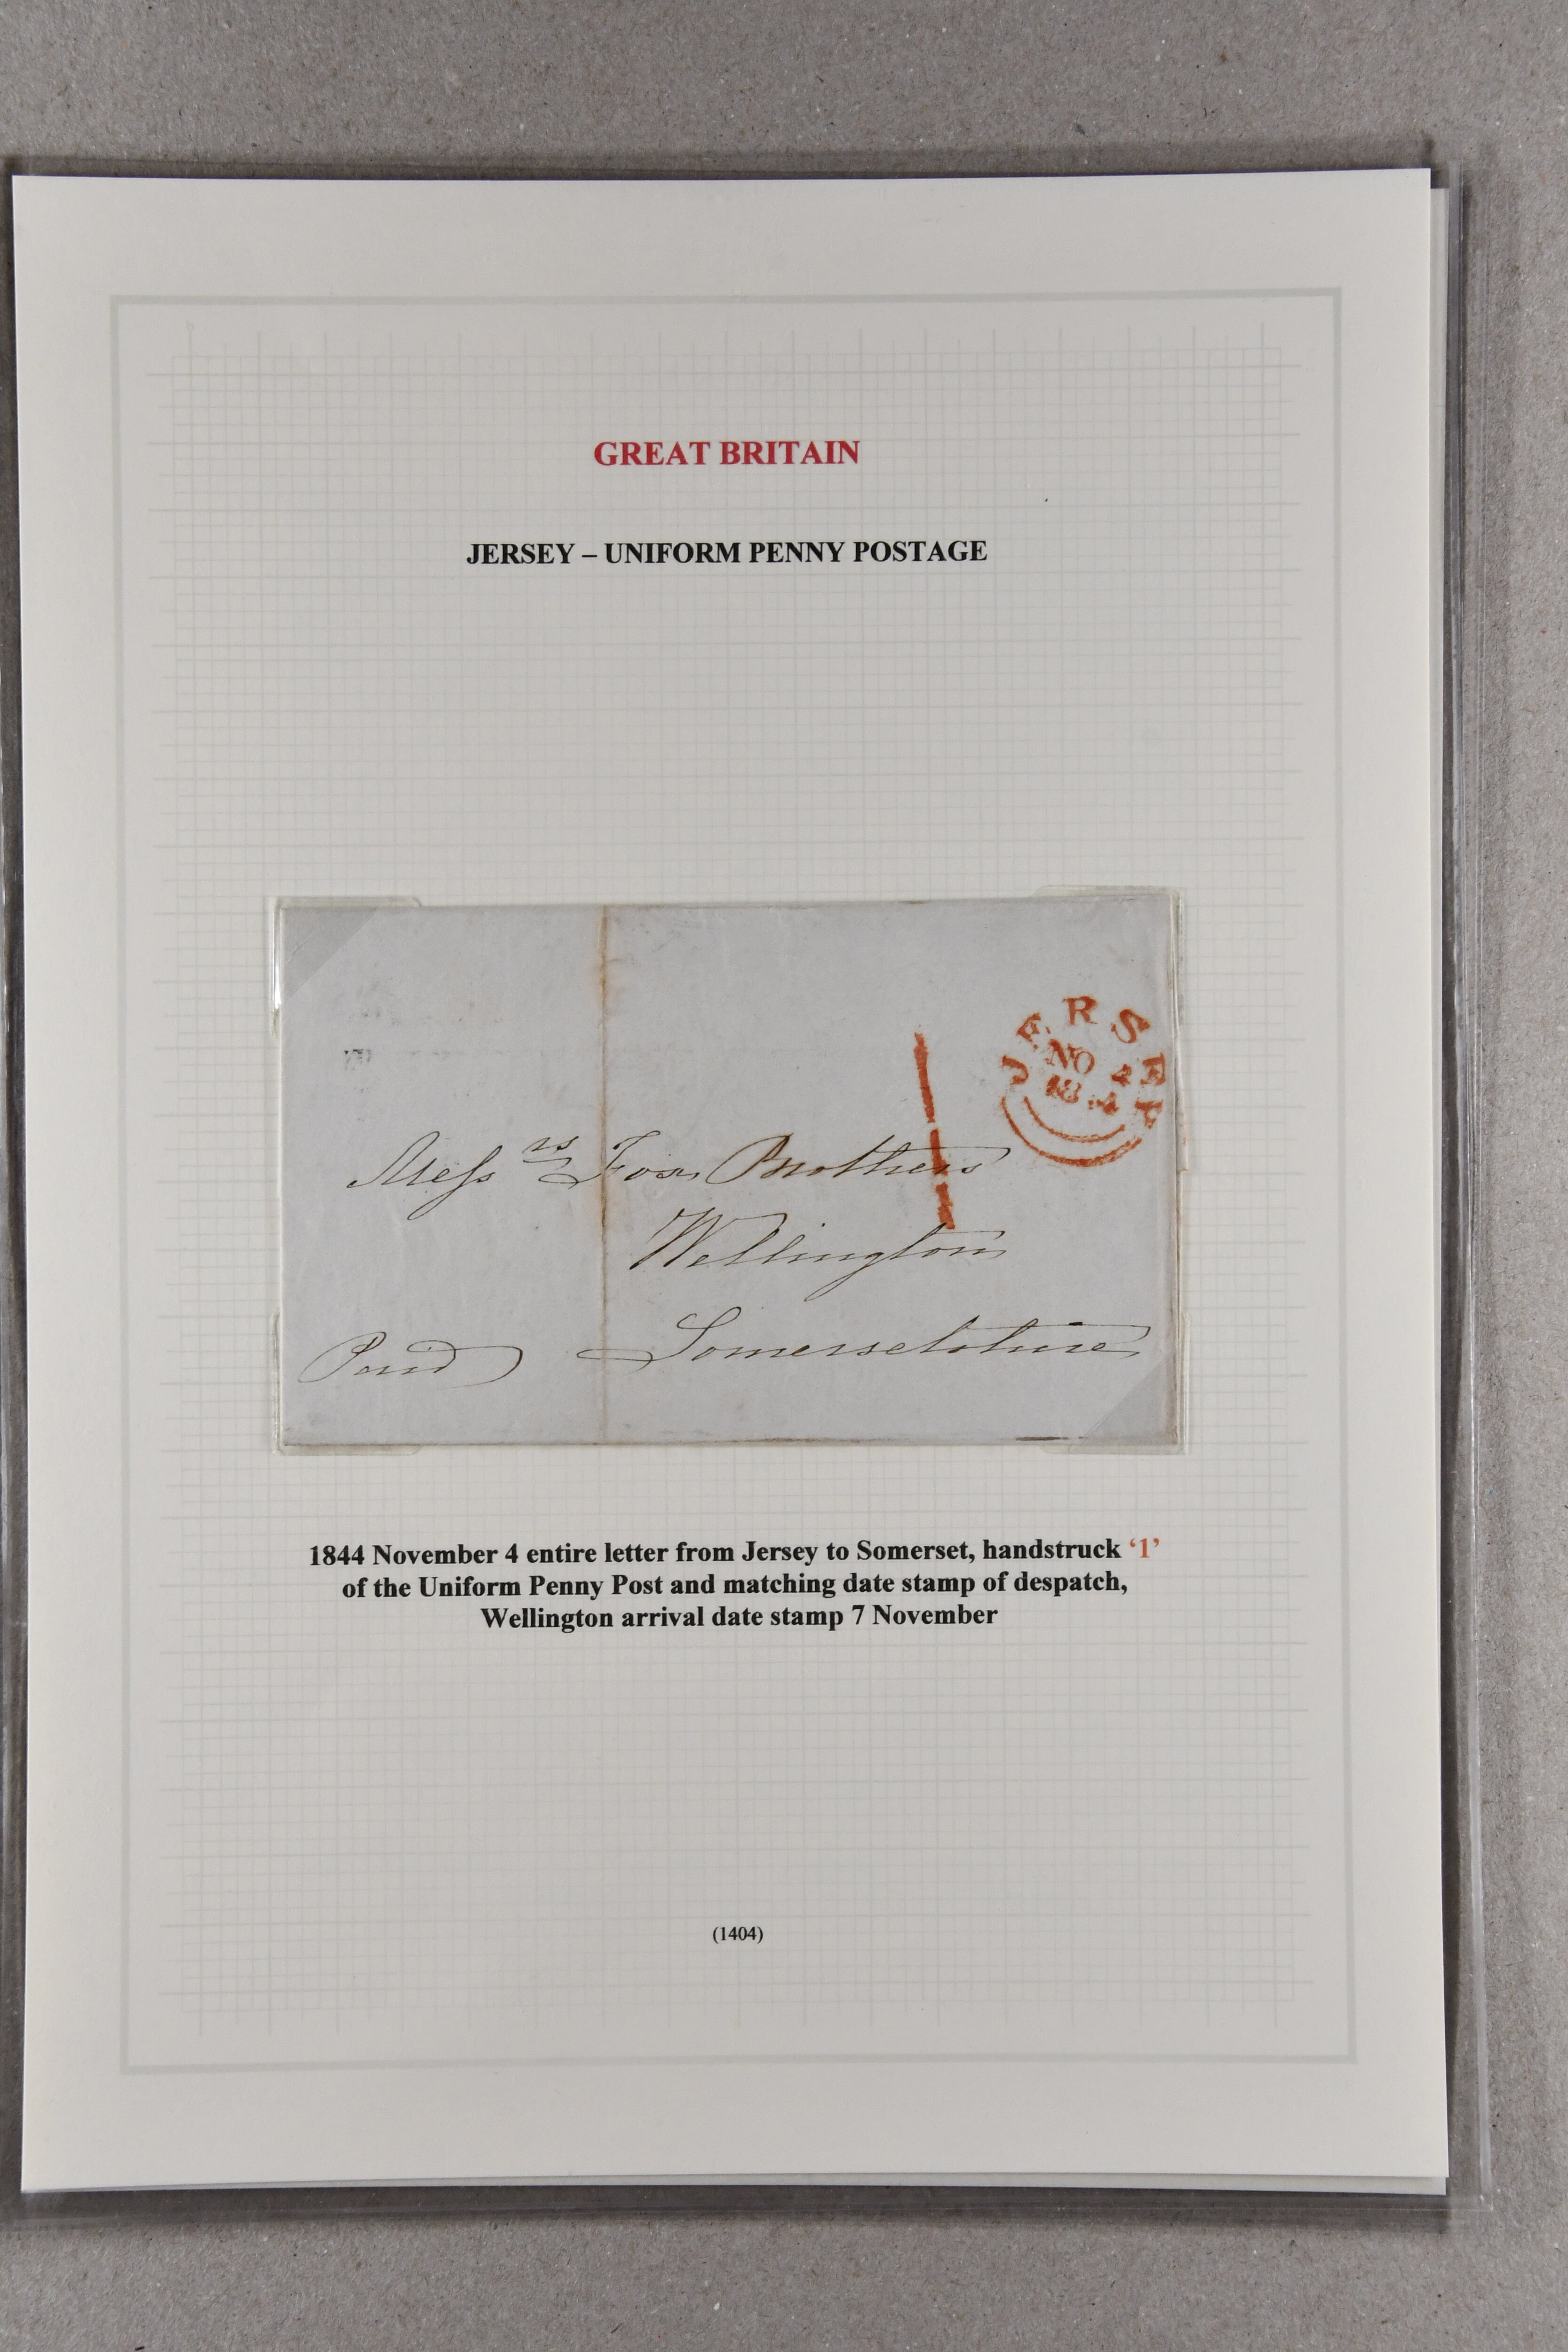 GREAT BRITAIN
JERSEY – UNIFORM PENNY POSTAGE
JERSEY
NO 4
184
1
Messrs Fox Brothers
Wellington
Somersetshire
Paid
1844 November 4 entire letter from Jersey to Somerset, handstruck ‘1’
of the Uniform Penny Post and matching date stamp of despatch,
Wellington arrival date stamp 7 November
(1404)